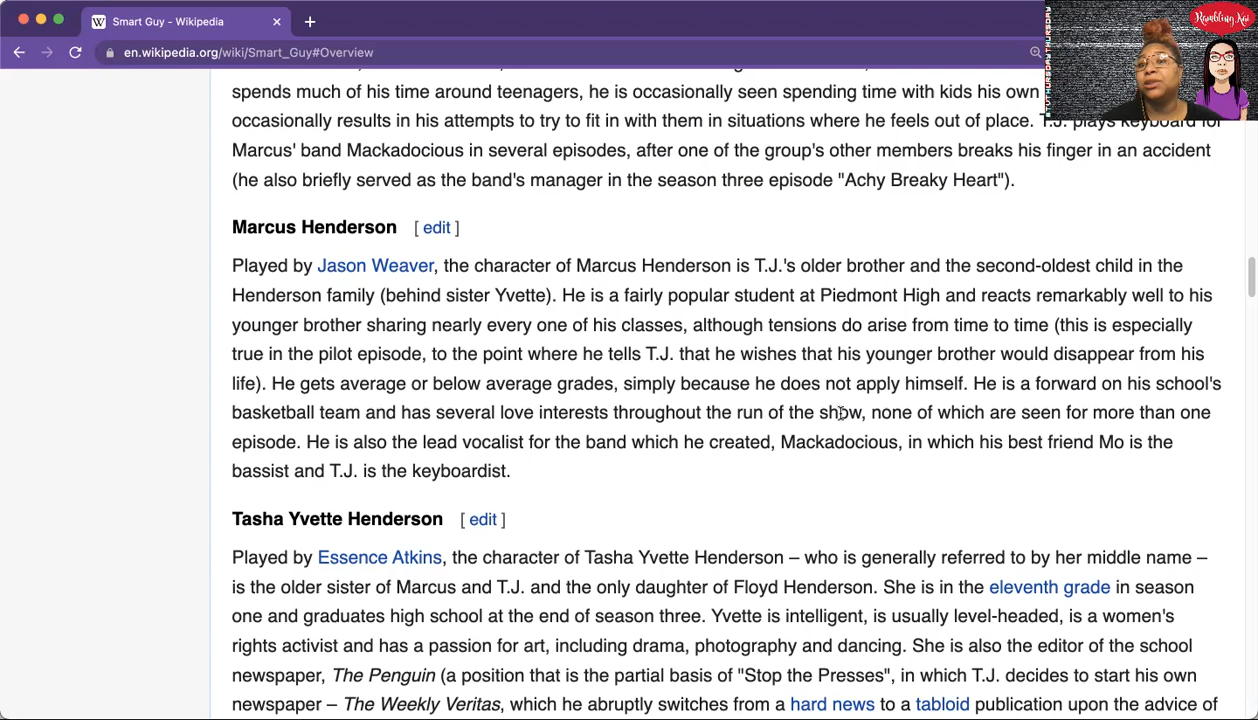 Smart Guy - Wikipedia
en.wikipedia.org/wiki/Smart_Guy#Overview
TV THURSDAY THURSDAY
Rambling Kai
spends much of his time around teenagers, he is occasionally seen spending time with kids his own
occasionally results in his attempts to try to fit in with them in situations where he feels out of place. T.J. plays keyboard for
Marcus' band Mackadocious in several episodes, after one of the group's other members breaks his finger in an accident
(he also briefly served as the band's manager in the season three episode "Achy Breaky Heart").
Marcus Henderson [ edit ]
Played by Jason Weaver, the character of Marcus Henderson is T.J.'s older brother and the second-oldest child in the
Henderson family (behind sister Yvette). He is a fairly popular student at Piedmont High and reacts remarkably well to his
younger brother sharing nearly every one of his classes, although tensions do arise from time to time (this is especially
true in the pilot episode, to the point where he tells T.J. that he wishes that his younger brother would disappear from his
life). He gets average or below average grades, simply because he does not apply himself. He is a forward on his school's
basketball team and has several love interests throughout the run of the show, none of which are seen for more than one
episode. He is also the lead vocalist for the band which he created, Mackadocious, in which his best friend Mo is the
bassist and T.J. is the keyboardist.
Tasha Yvette Henderson [ edit ]
Played by Essence Atkins, the character of Tasha Yvette Henderson – who is generally referred to by her middle name –
is the older sister of Marcus and T.J. and the only daughter of Floyd Henderson. She is in the eleventh grade in season
one and graduates high school at the end of season three. Yvette is intelligent, is usually level-headed, is a women's
rights activist and has a passion for art, including drama, photography and dancing. She is also the editor of the school
newspaper, The Penguin (a position that is the partial basis of "Stop the Presses", in which T.J. decides to start his own
newspaper – The Weekly Veritas, which he abruptly switches from a hard news to a tabloid publication upon the advice of